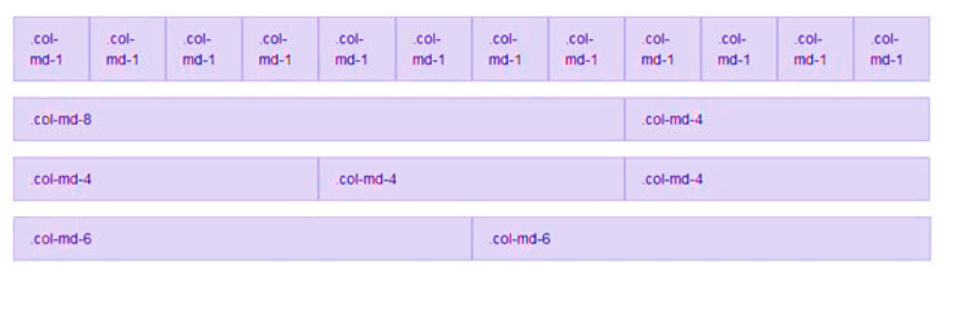 .col- .col- .col- .col- .col- .col- .col- .col- .col- .col- .col- .col-
md-1 md-1 md-1 md-1 md-1 md-1 md-1 md-1 md-1 md-1 md-1 md-1
.col-md-8 .col-md-4
.col-md-4 .col-md-4 .col-md-4
.col-md-6 .col-md-6